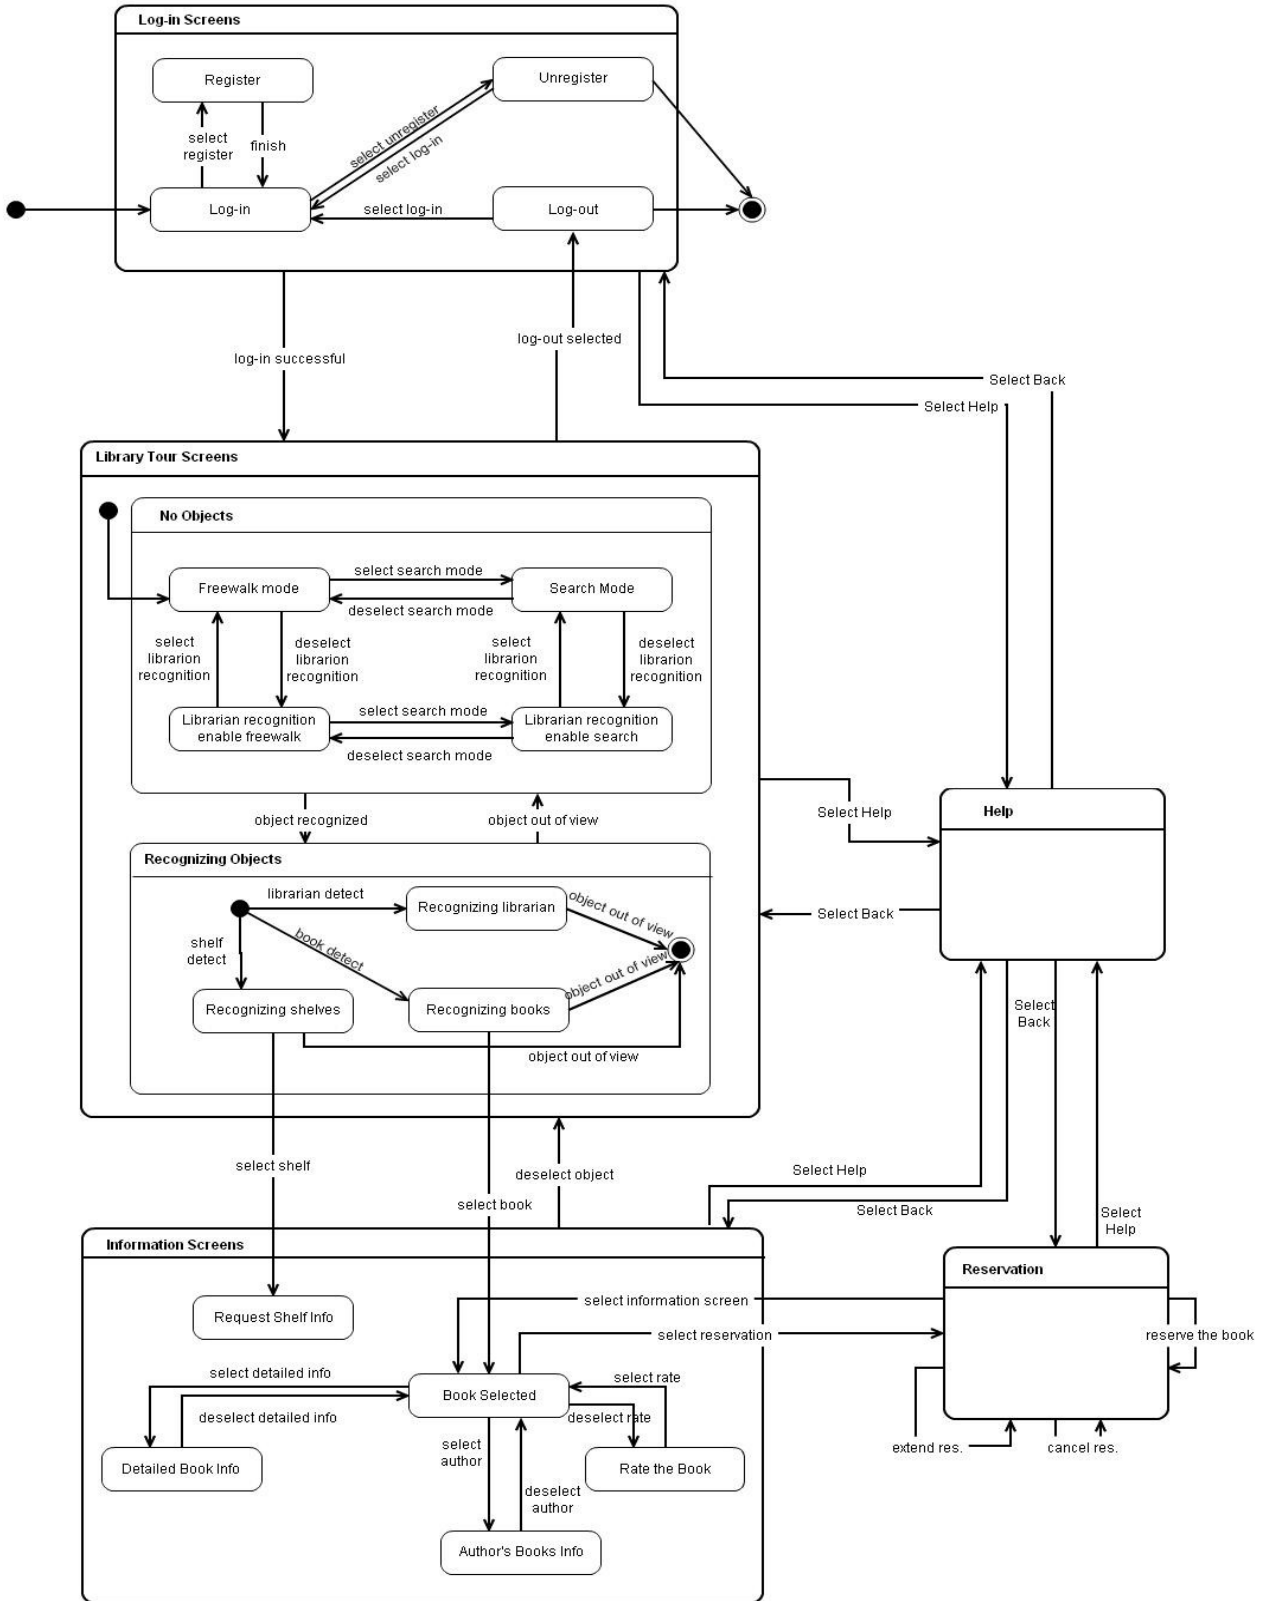 Log-in Screens
Register
Unregister
select
register
finish
select unregister
select log-in
Log-in
select log-in
Log-out
log-in successful
log-out selected
Select Back
Select Help
Library Tour Screens
No Objects
Freewalk mode
select search mode
Search Mode
deselect search mode
select
librarion
recognition
deselect
librarion
recognition
select
librarion
recognition
deselect
librarion
recognition
Librarian recognition
enable freewalk
select search mode
Librarian recognition
enable search
deselect search mode
object recognized
object out of view
Select Help
Help
Recognizing Objects
librarian detect
Recognizing librarian
object out of view
Select Back
shelf
detect
book detect
object out of view
Recognizing shelves
Recognizing books
object out of view
Select
Back
select shelf
deselect object
select book
Select Help
Select Back
Select
Help
Information Screens
Reservation
Request Shelf Info
select information screen
select reservation
reserve the book
select detailed info
deselect detailed info
Book Selected
select rate
deselect rate
select
author
extend res.
cancel res.
Detailed Book Info
Rate the Book
deselect
author
Author's Books Info